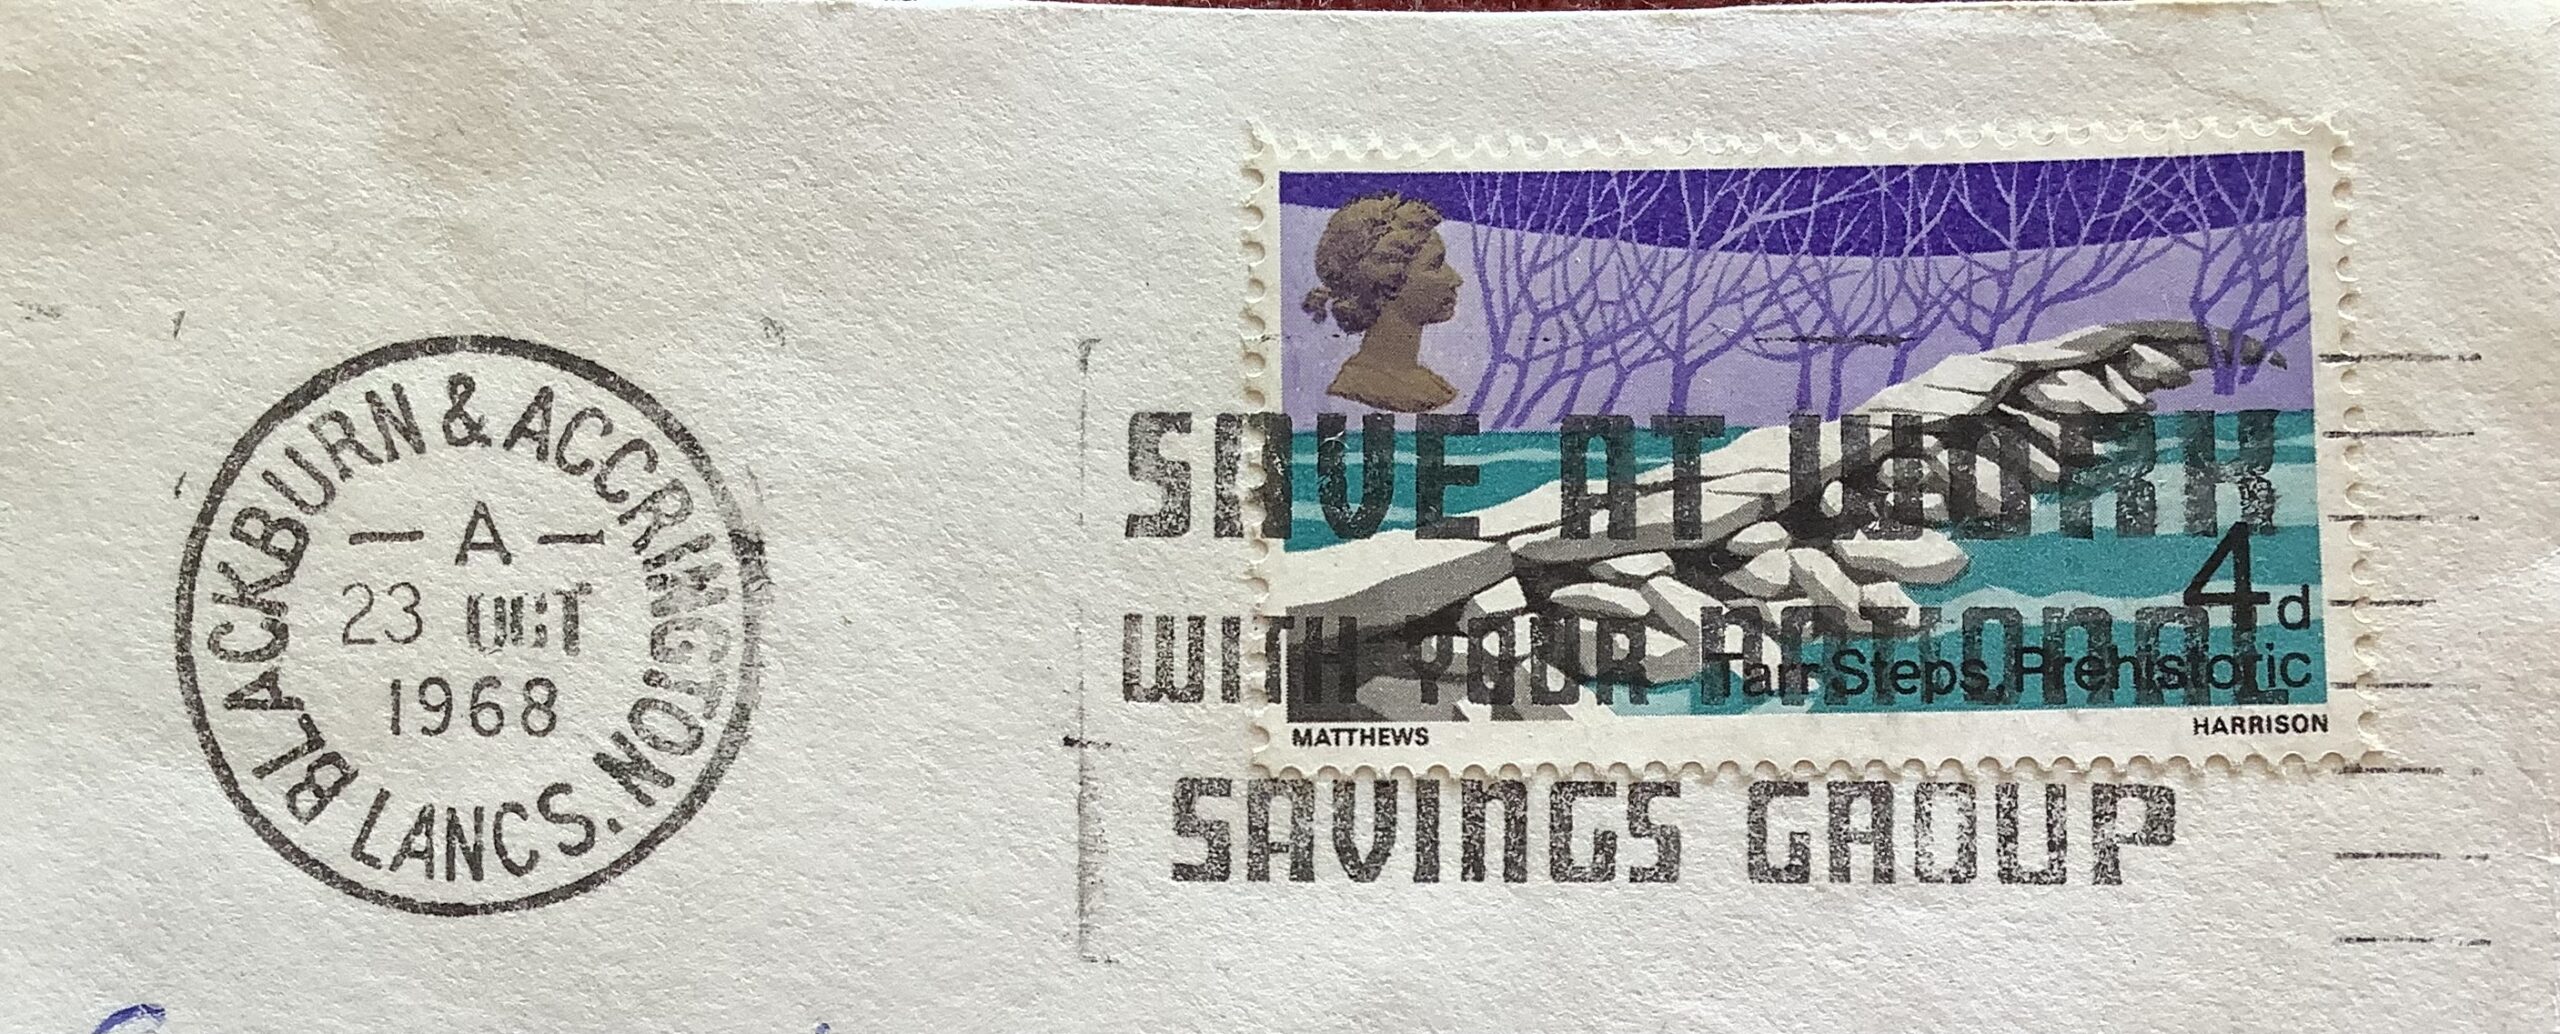 BLACKBURN & ACCRINGTON
LANCS.
— A —
23 OCT
1968
SAVE AT WORK
WITH YOUR NATIONAL
SAVINGS GROUP
4d
Tarr Steps, Prehistoric
MATTHEWS
HARRISON